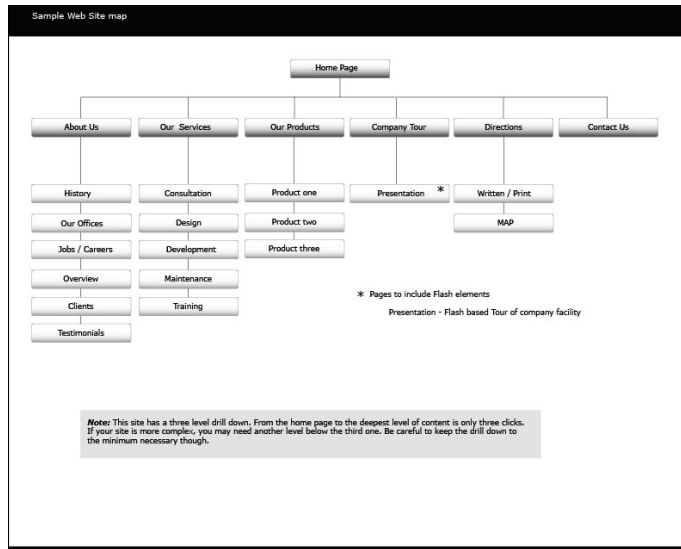 Sample Web Site map
Home Page
About Us
Our Services
Our Products
Company Tour
Directions
Contact Us
History
Consultation
Product one
Presentation *
Written / Print
Our Offices
Design
Product two
MAP
Jobs / Careers
Development
Product three
Overview
Maintenance
Clients
Training
Testimonials
* Pages to include Flash elements
Presentation - Flash based Tour of company facility
Note: This site has a three level drill down. From the home page to the deepest level of content is only three clicks.
If your site is more complex, you may need another level below the third one. Be careful to keep the drill down to
the minimum necessary though.